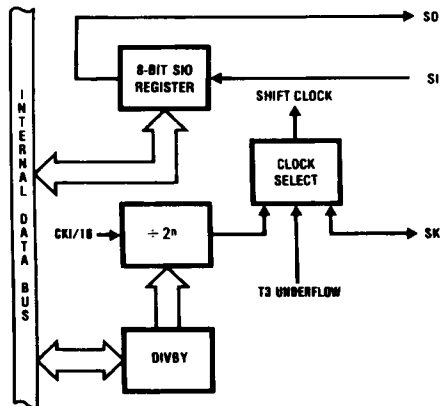 SO
8-BIT SIO
REGISTER
SI
SHIFT CLOCK
INTERNAL DATA BUS
CLOCK
SELECT
CKI/16
÷ 2ⁿ
SK
T3 UNDERFLOW
DIVBY